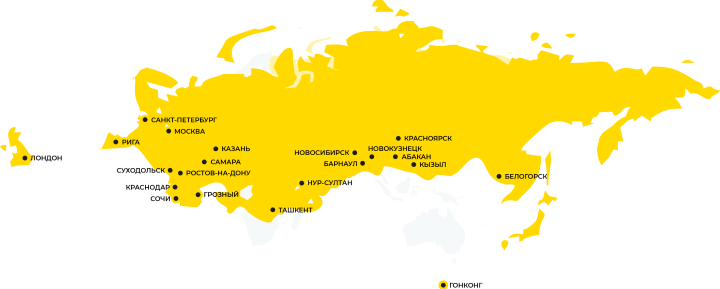 САНКТ-ПЕТЕРБУРГ
МОСКВА
РИГА
КАЗАНЬ
ЛОНДОН
САМАРА
СУХОДОЛЬСК
РОСТОВ-НА-ДОНУ
КРАСНОДАР
СОЧИ
ГРОЗНЫЙ
КРАСНОЯРСК
НОВОКУЗНЕЦК
НОВОСИБИРСК
АБАКАН
БАРНАУЛ
КЫЗЫЛ
НУР-СУЛТАН
ТАШКЕНТ
БЕЛОГОРСК
ГОНКОНГ